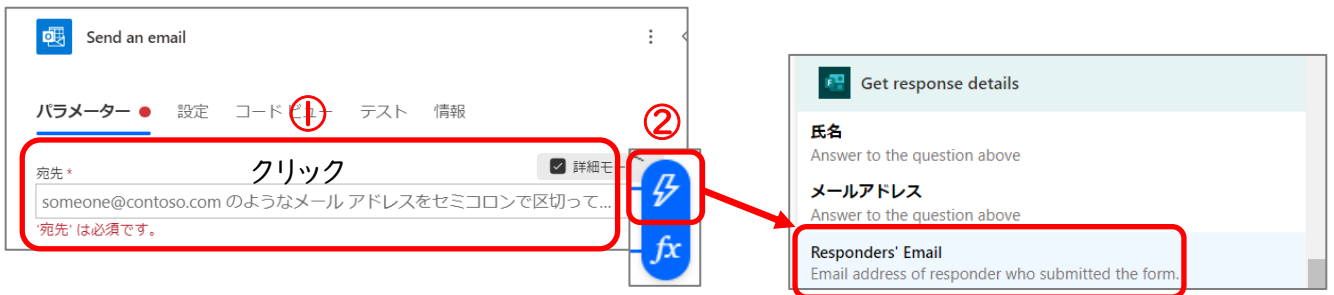 Send an email
パラメーター 設定 コード ビュー テスト 情報
①
②
宛先 *
クリック
詳細モ
someone@contoso.com のようなメール アドレスをセミコロンで区切って...
'宛先' は必須です。
fx
Get response details
氏名
Answer to the question above
メールアドレス
Answer to the question above
Responders' Email
Email address of responder who submitted the form.